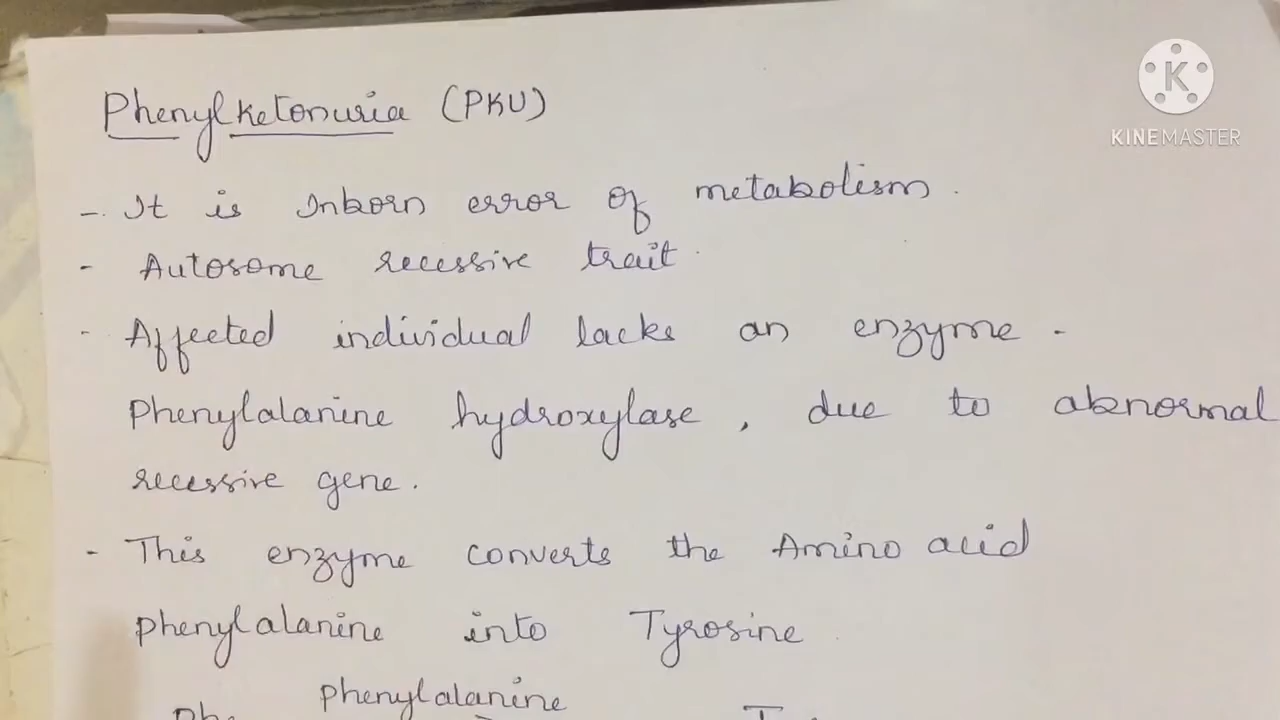 Phenylketonuria (PKU)
K
KINEMASTER
- It is Inborn error of metabolism.
- Autosome recessive trait
- Affected individual lacks an enzyme -
Phenylalanine hydroxylase, due to abnormal
recessive gene.
- This enzyme converts the Amino acid
phenylalanine into Tyrosine
phenylalanine